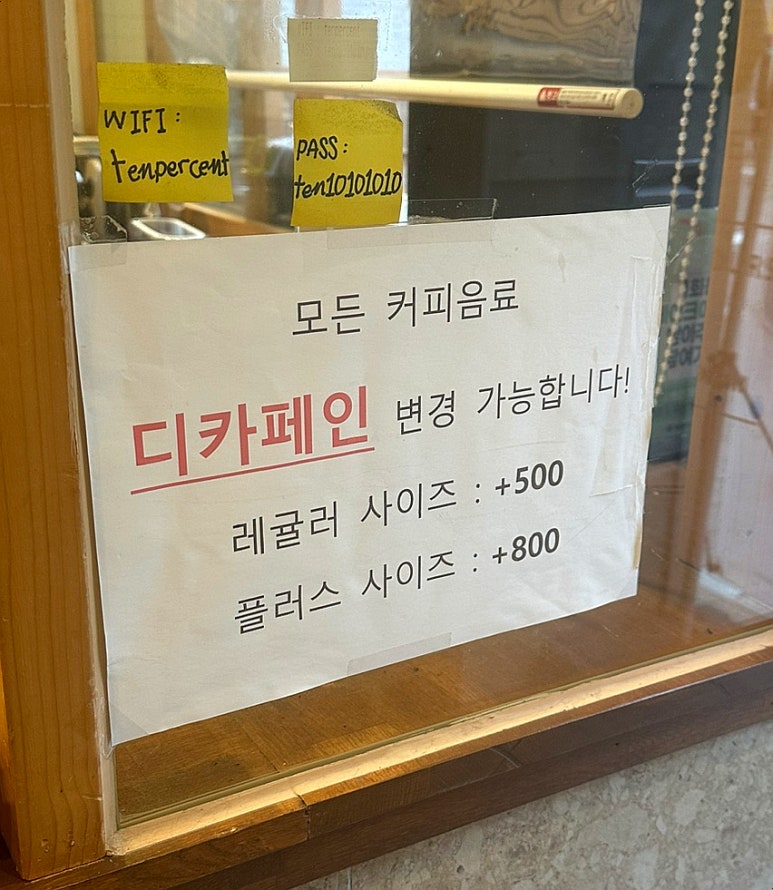 WIFI :
tenpercent
PASS :
ten10101010
모든 커피음료
디카페인 변경 가능합니다!
레귤러 사이즈 : +500
플러스 사이즈 : +800